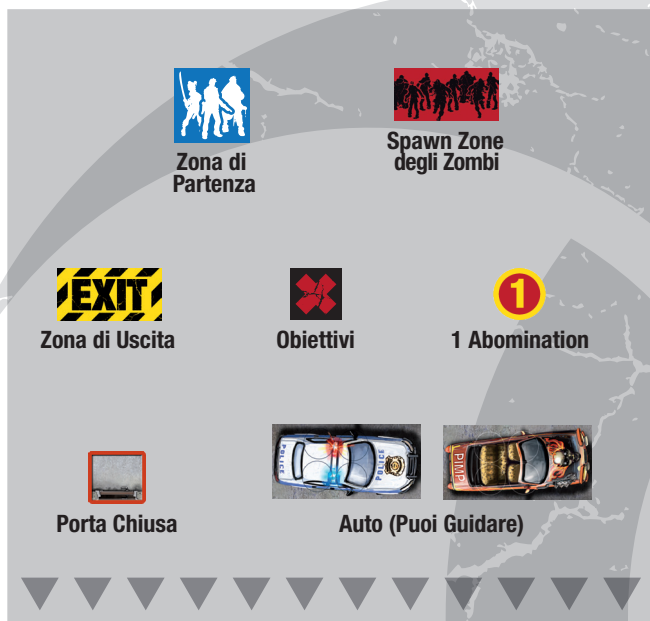 Zona di
Partenza
Spawn Zone
degli Zombi
EXIT
Zona di Uscita
Obiettivi
1
1 Abomination
Porta Chiusa
POLICE
POLICE
PIMP
Auto (Puoi Guidare)